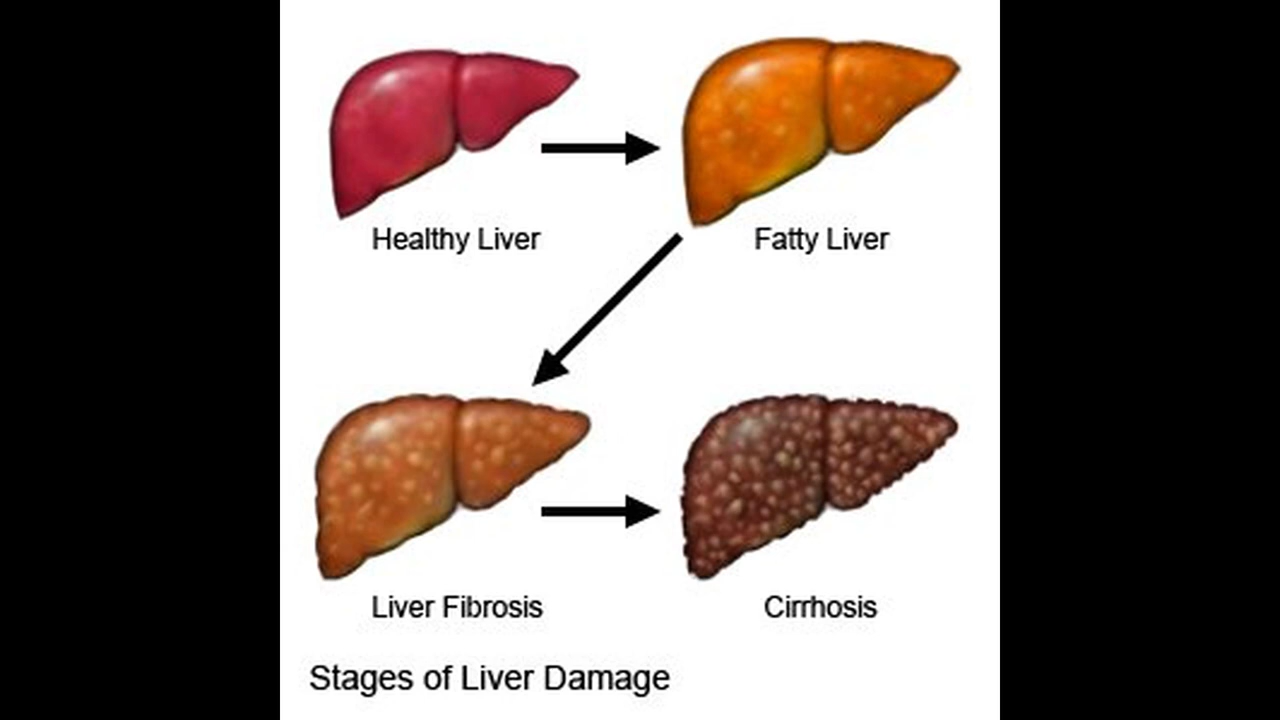 Healthy Liver
Fatty Liver
Liver Fibrosis
Cirrhosis
Stages of Liver Damage